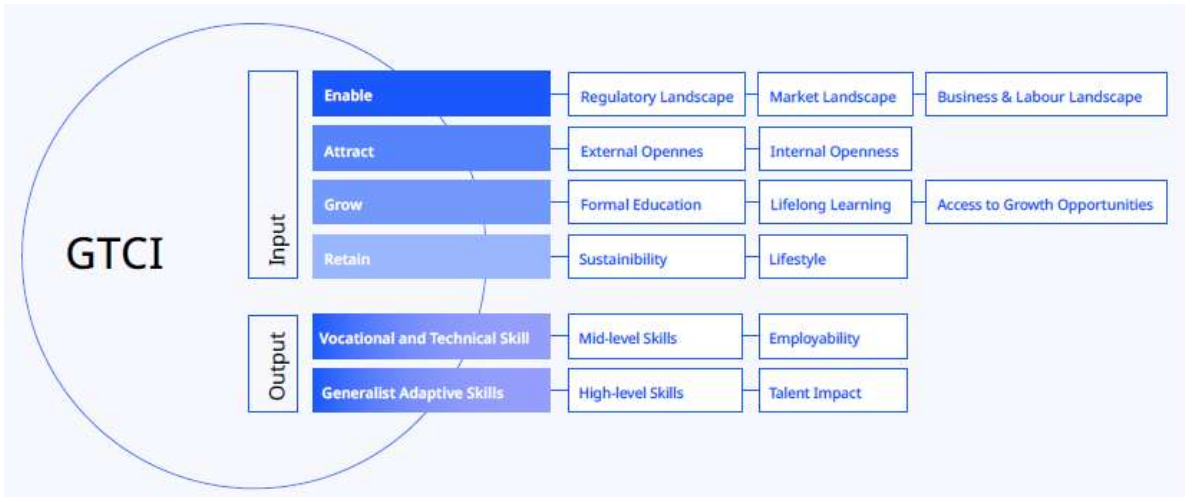 GTCI
Input
Enable
Regulatory Landscape
Market Landscape
Business & Labour Landscape
Attract
External Opennes
Internal Openness
Grow
Formal Education
Lifelong Learning
Access to Growth Opportunities
Retain
Sustainibility
Lifestyle
Output
Vocational and Technical Skill
Mid-level Skills
Employability
Generalist Adaptive Skills
High-level Skills
Talent Impact